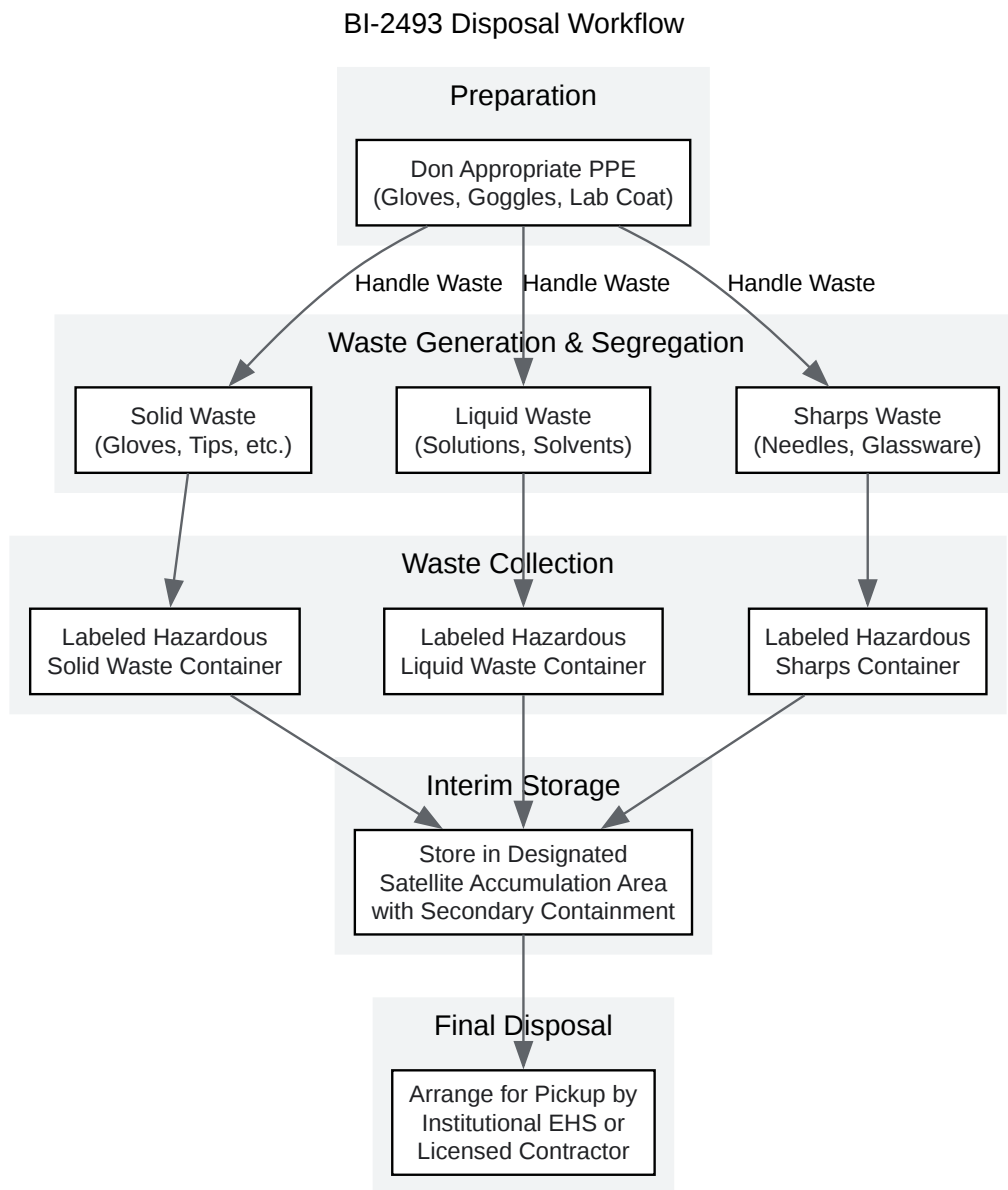 BI-2493 Disposal Workflow
Preparation
Don Appropriate PPE
(Gloves, Goggles, Lab Coat)
Handle Waste
Handle Waste
Handle Waste
Waste Generation & Segregation
Solid Waste
(Gloves, Tips, etc.)
Liquid Waste
(Solutions, Solvents)
Sharps Waste
(Needles, Glassware)
Waste Collection
Labeled Hazardous
Solid Waste Container
Labeled Hazardous
Liquid Waste Container
Labeled Hazardous
Sharps Container
Interim Storage
Store in Designated
Satellite Accumulation Area
with Secondary Containment
Final Disposal
Arrange for Pickup by
Institutional EHS or
Licensed Contractor